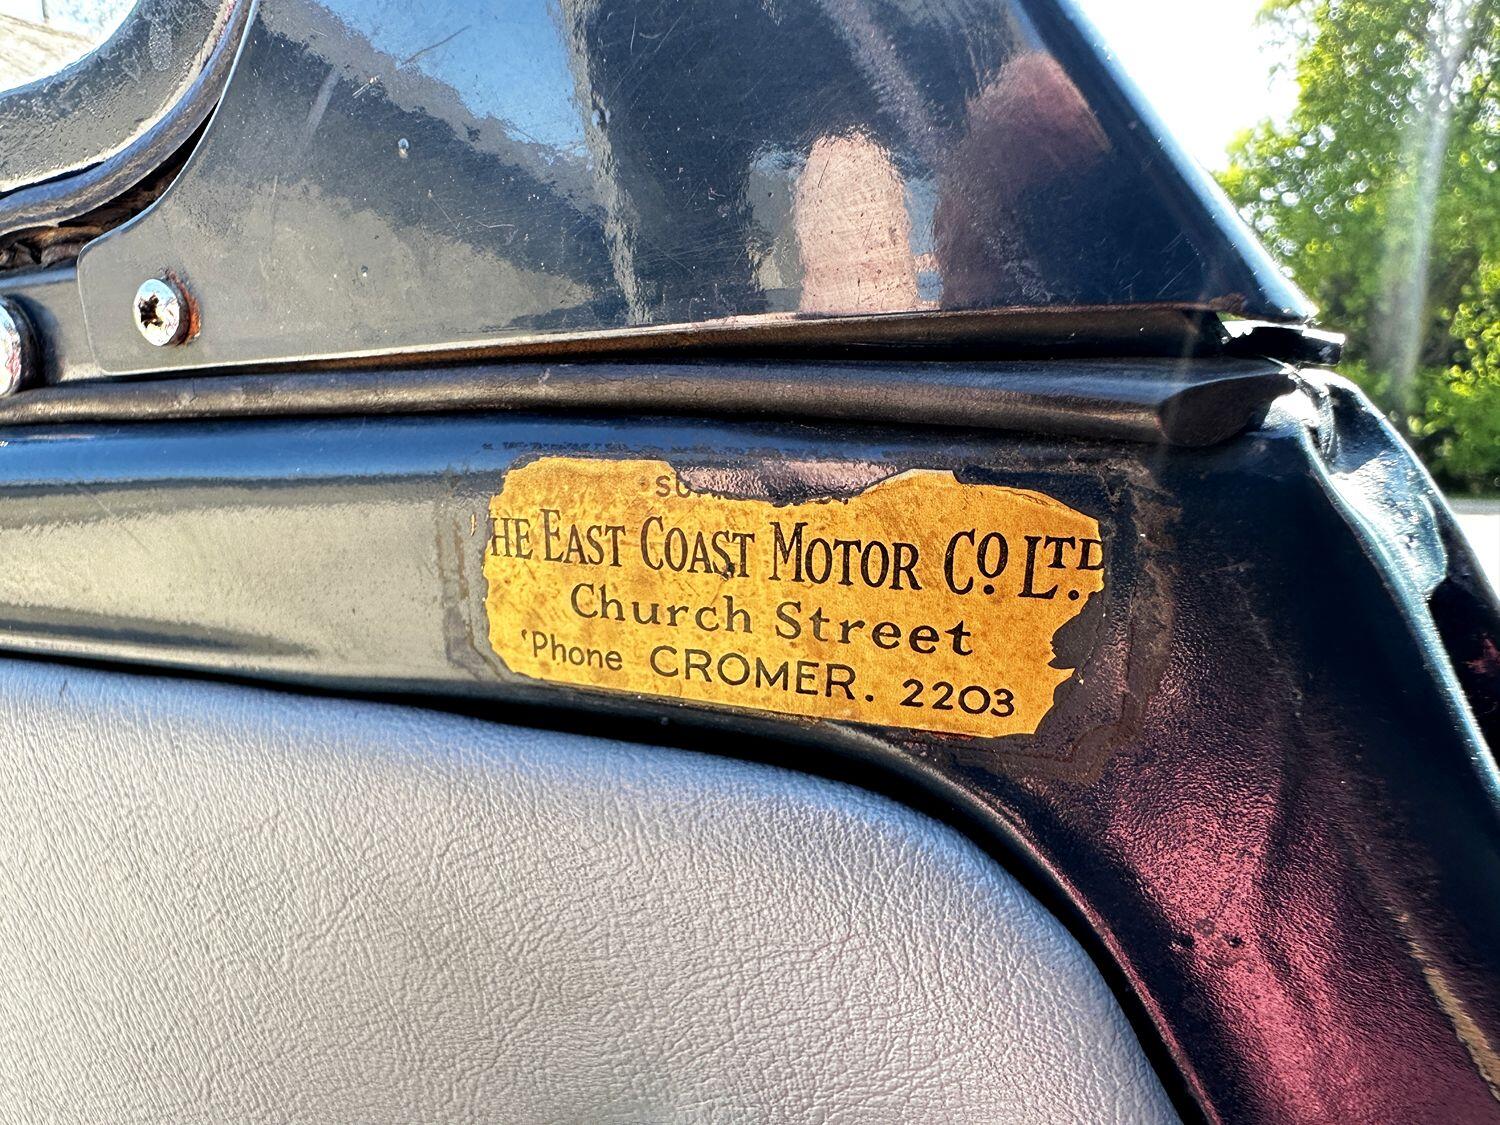 HE EAST COAST MOTOR CO. LTD.
Church Street
'Phone CROMER. 2203